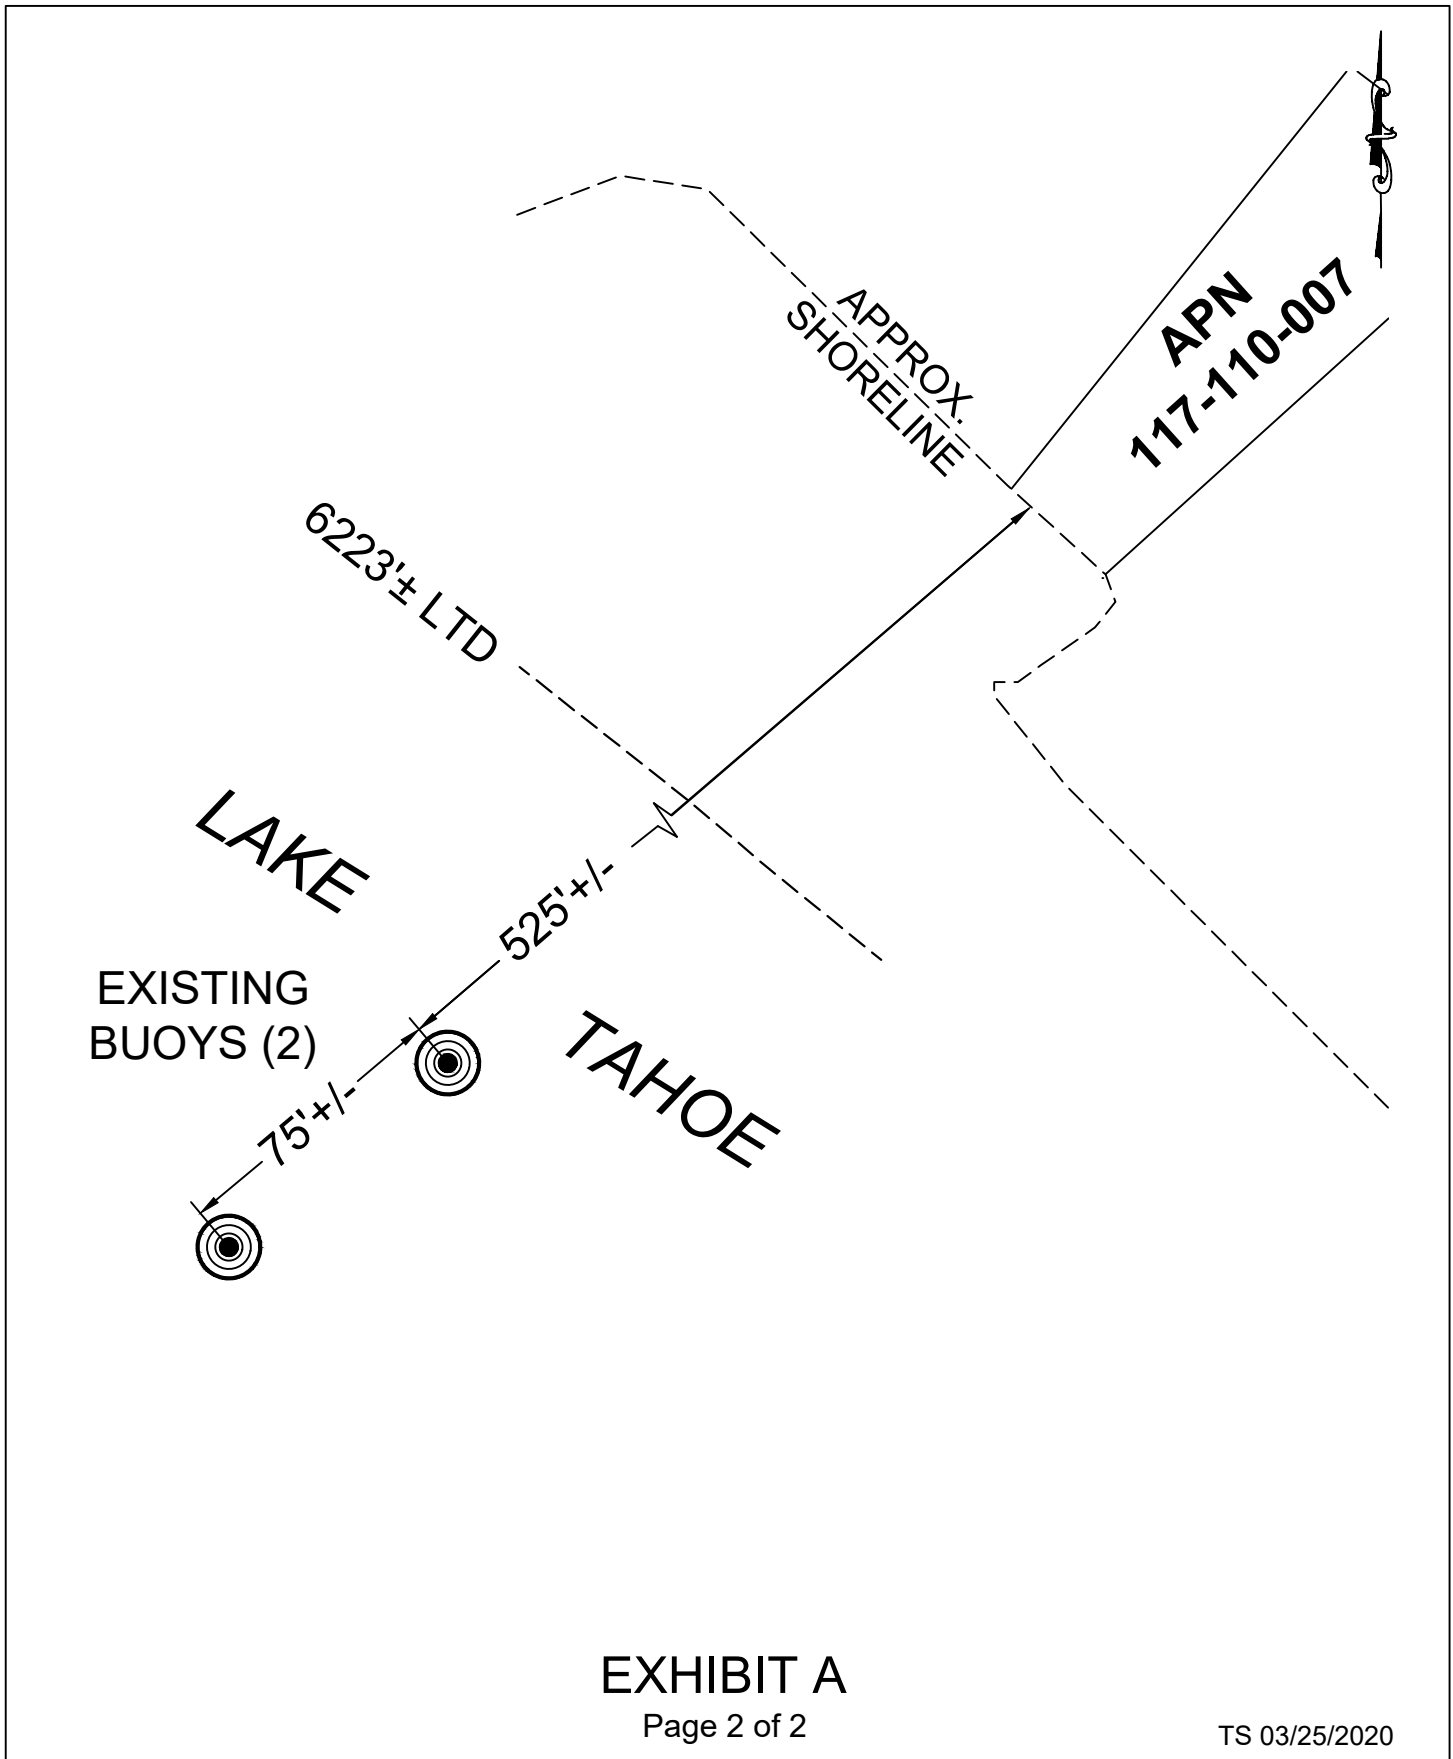 APN
117-110-007
APPROX.
SHORELINE
6223'± LTD
LAKE
525'+/-
EXISTING
BUOYS (2)
TAHOE
75'+/-
EXHIBIT A
Page 2 of 2
TS 03/25/2020